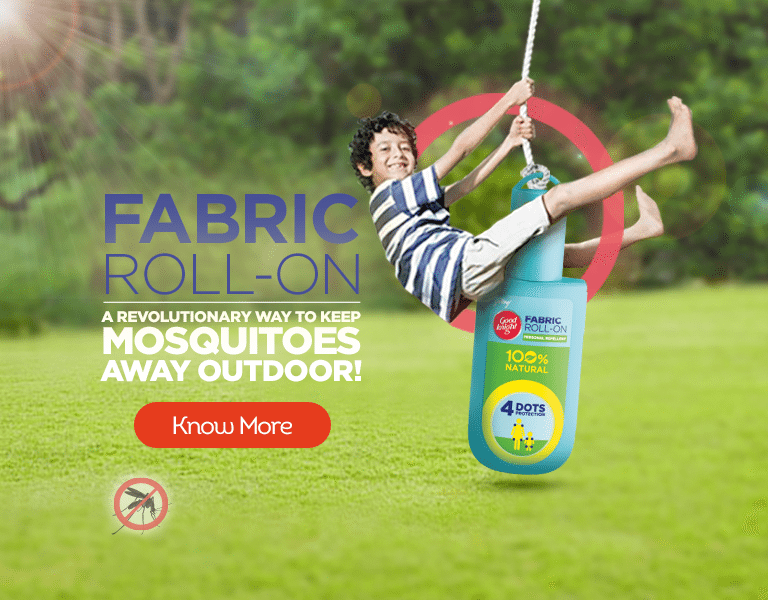 FABRIC
ROLL-ON
A REVOLUTIONARY WAY TO KEEP
MOSQUITOES
AWAY OUTDOOR!
Know More
Good
knight
FABRIC
ROLL-ON
PERSONAL REPELLENT
100%
NATURAL
4 DOTS
PROTECTION